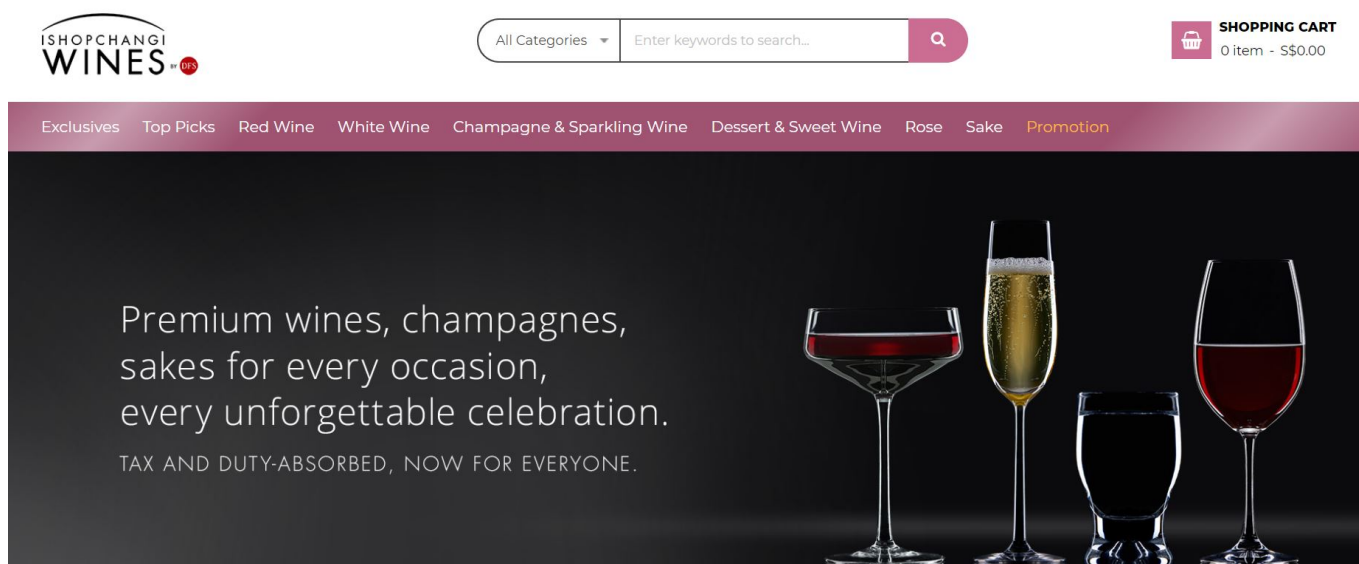 ISHOPCHANGI
WINES BY DFS
All Categories
Enter keywords to search...
SHOPPING CART
0 item - S$0.00
Exclusives Top Picks Red Wine White Wine Champagne & Sparkling Wine Dessert & Sweet Wine Rose Sake Promotion
Premium wines, champagnes,
sakes for every occasion,
every unforgettable celebration.
TAX AND DUTY-ABSORBED, NOW FOR EVERYONE.